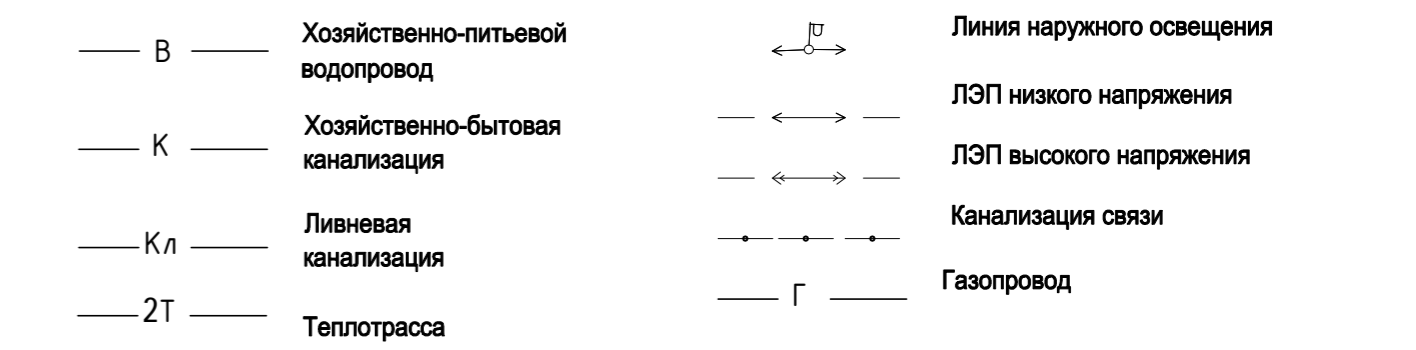 В
Хозяйственно-питьевой
водопровод
К
Хозяйственно-бытовая
канализация
Кл
Ливневая
канализация
2Т
Теплотрасса
Линия наружного освещения
ЛЭП низкого напряжения
ЛЭП высокого напряжения
Канализация связи
Г
Газопровод